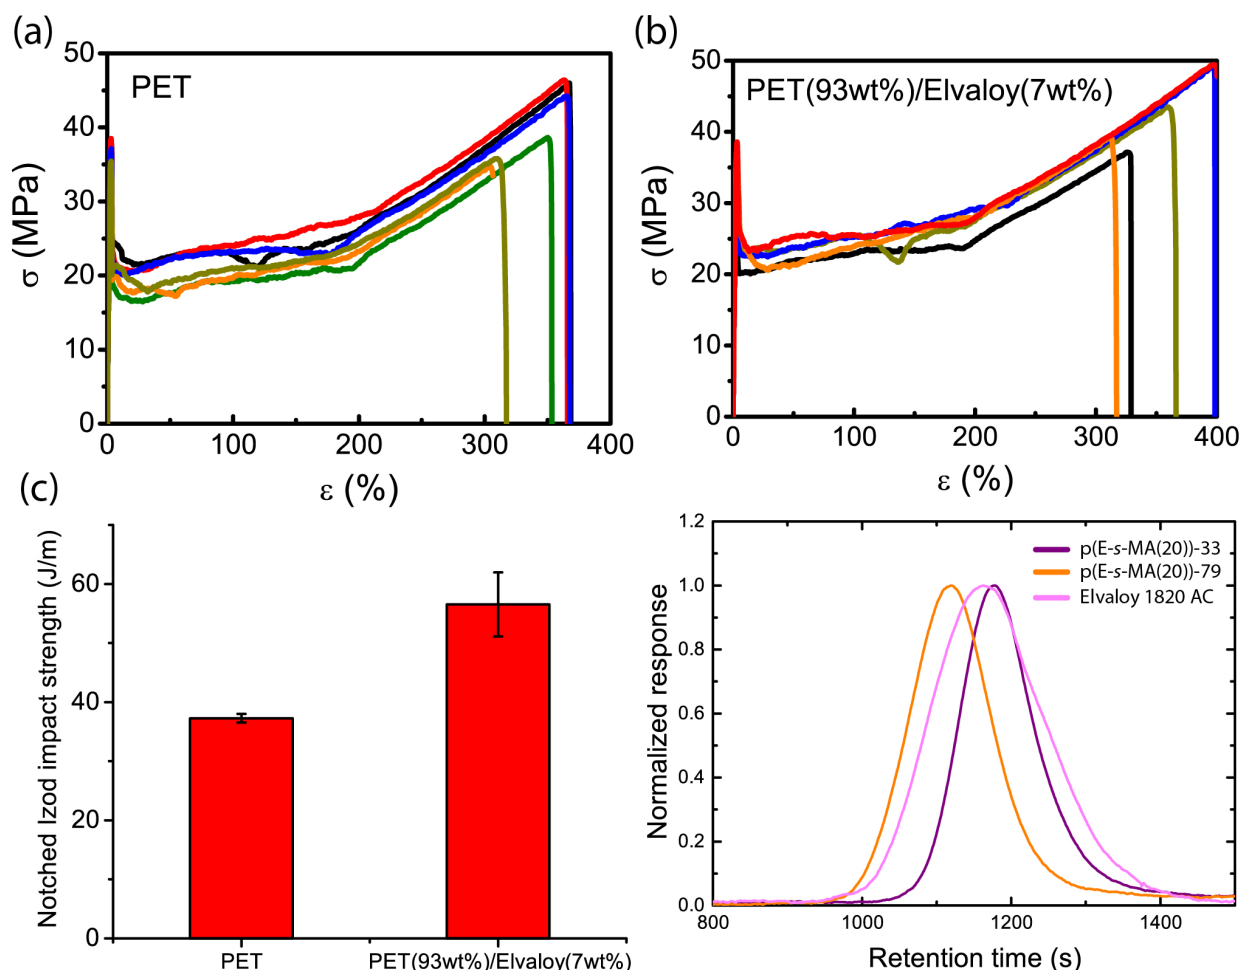 (a)
PET
σ (MPa)
50
40
30
20
10
0
0 100 200 300 400
ε (%)
(b)
PET(93wt%)/Elvaloy(7wt%)
σ (MPa)
50
40
30
20
10
0
0 100 200 300 400
ε (%)
(c)
Notched Izod impact strength (J/m)
60
40
20
0
PET PET(93wt%)/Elvaloy(7wt%)
Normalized response
1.2
1.0
0.8
0.6
0.4
0.2
0.0
p(E-s-MA(20))-33
p(E-s-MA(20))-79
Elvaloy 1820 AC
800 1000 1200 1400
Retention time (s)